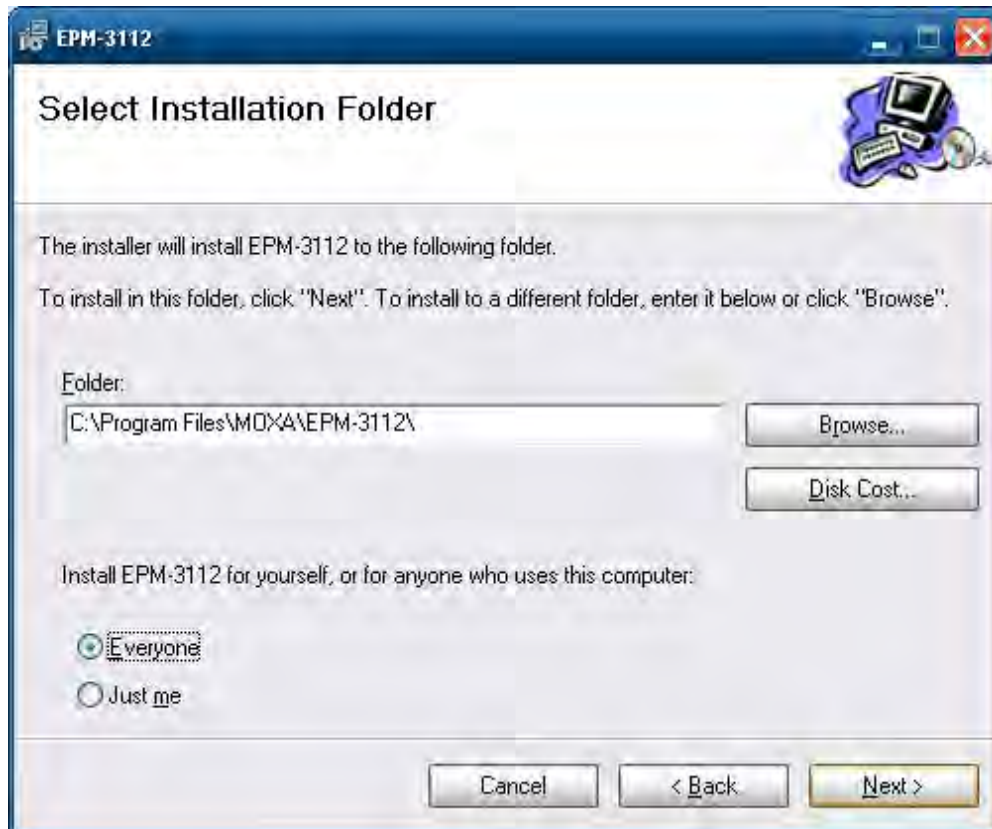 EPM-3112
Select Installation Folder
The installer will install EPM-3112 to the following folder.
To install in this folder, click "Next". To install to a different folder, enter it below or click "Browse".
Folder:
C:\Program Files\MOXA\EPM-3112\
Browse...
Disk Cost...
Install EPM-3112 for yourself, or for anyone who uses this computer:
Everyone
Just me
Cancel
< Back
Next >